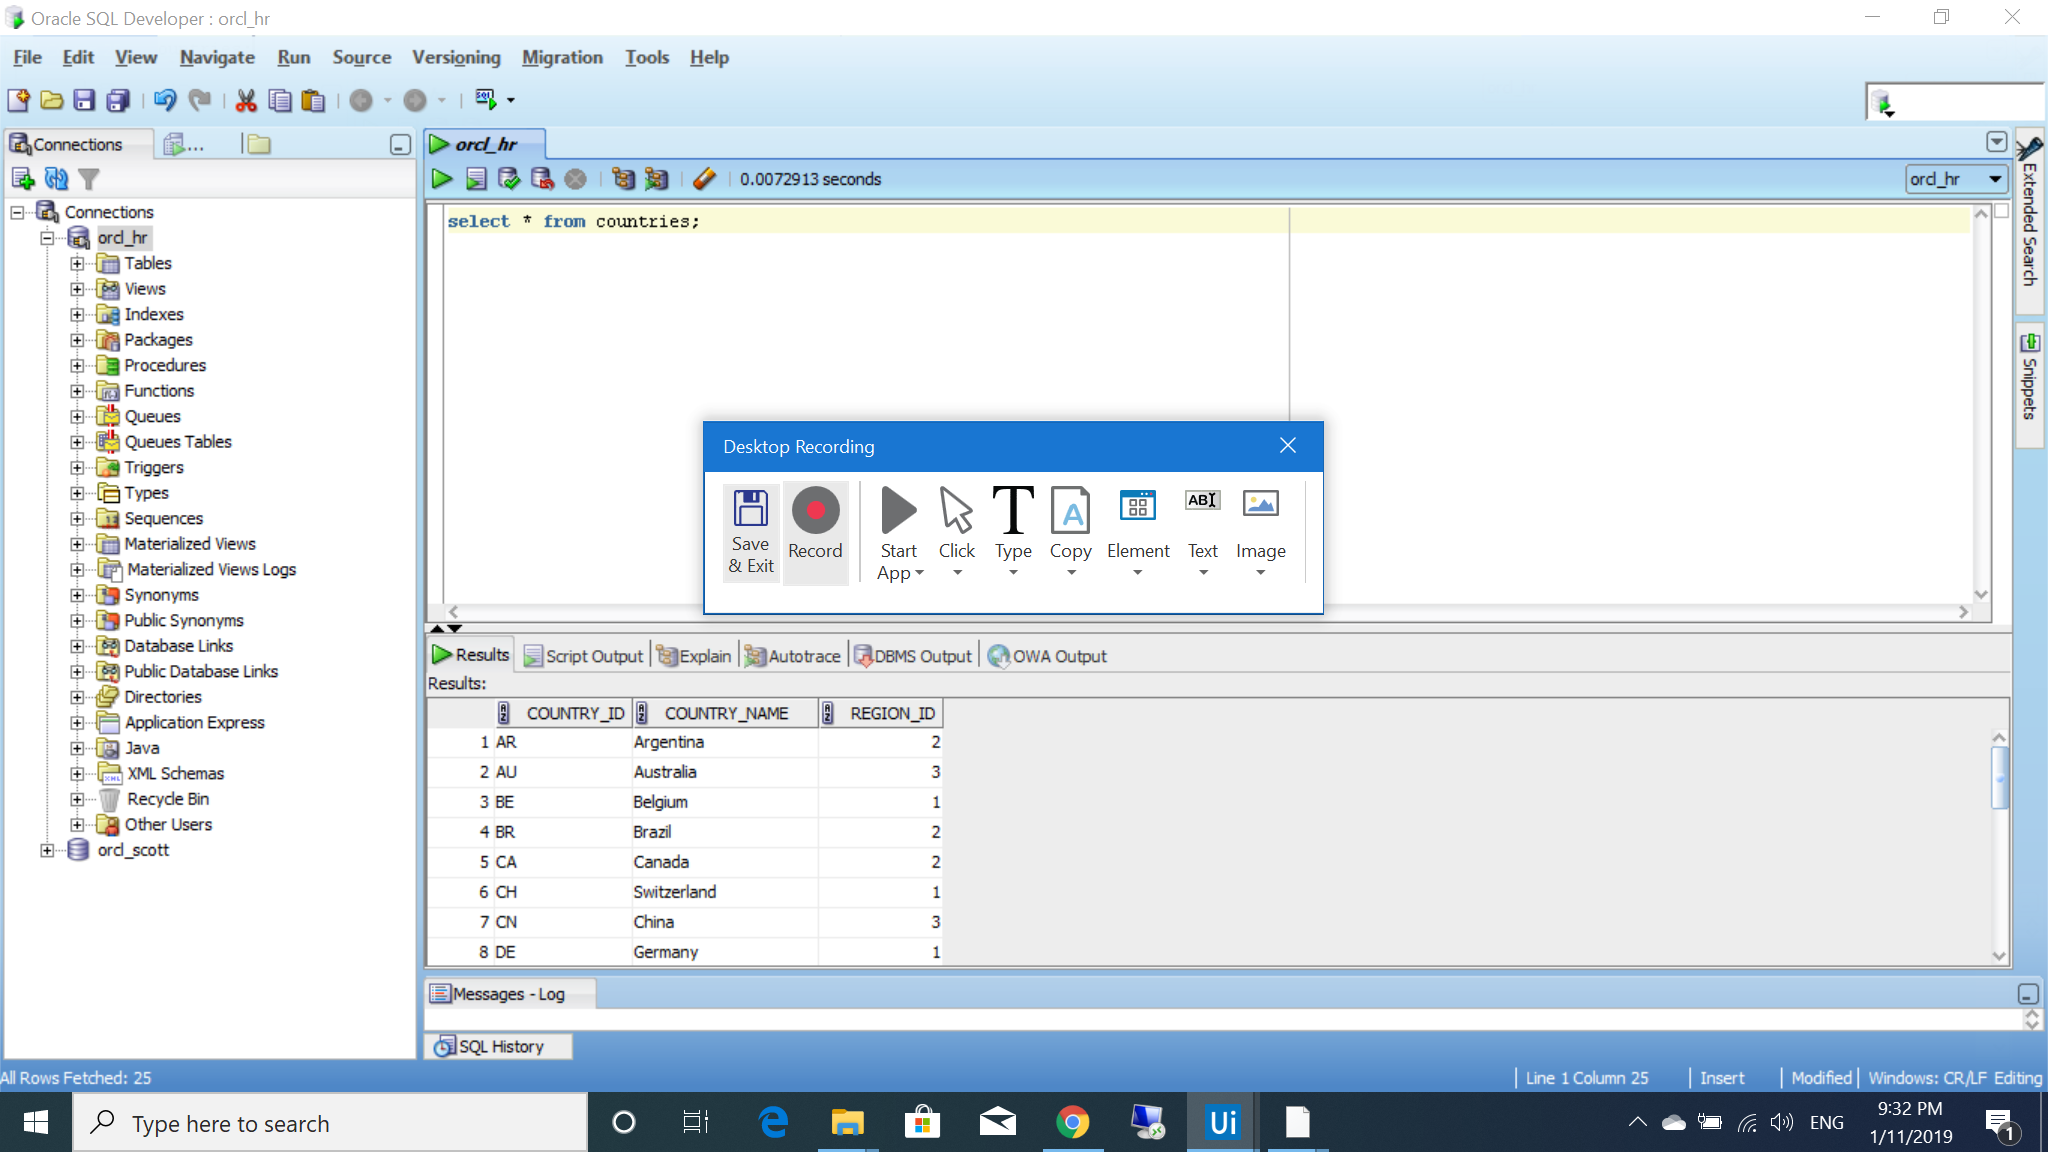 Oracle SQL Developer : orcl_hr
File Edit View Navigate Run Source Versioning Migration Tools Help
Connections ...
orcl_hr
0.0072913 seconds
orcl_hr
select * from countries;
Extended Search
Snippets
Connections
orcl_hr
Tables
Views
Indexes
Packages
Procedures
Functions
Queues
Queues Tables
Triggers
Types
Sequences
Materialized Views
Materialized Views Logs
Synonyms
Public Synonyms
Database Links
Public Database Links
Directories
Application Express
Java
XML Schemas
Recycle Bin
Other Users
orcl_scott
Desktop Recording
Save & Exit
Record
Start App
Click
Type
Copy
Element
Text
Image
Results Script Output Explain Autotrace DBMS Output OWA Output
Results:
COUNTRY_ID COUNTRY_NAME REGION_ID
1 AR Argentina 2
2 AU Australia 3
3 BE Belgium 1
4 BR Brazil 2
5 CA Canada 2
6 CH Switzerland 1
7 CN China 3
8 DE Germany 1
Messages - Log
SQL History
All Rows Fetched: 25
Line 1 Column 25 Insert Modified Windows: CR/LF Editing
Type here to search
Ui
ENG
9:32 PM
1/11/2019
1